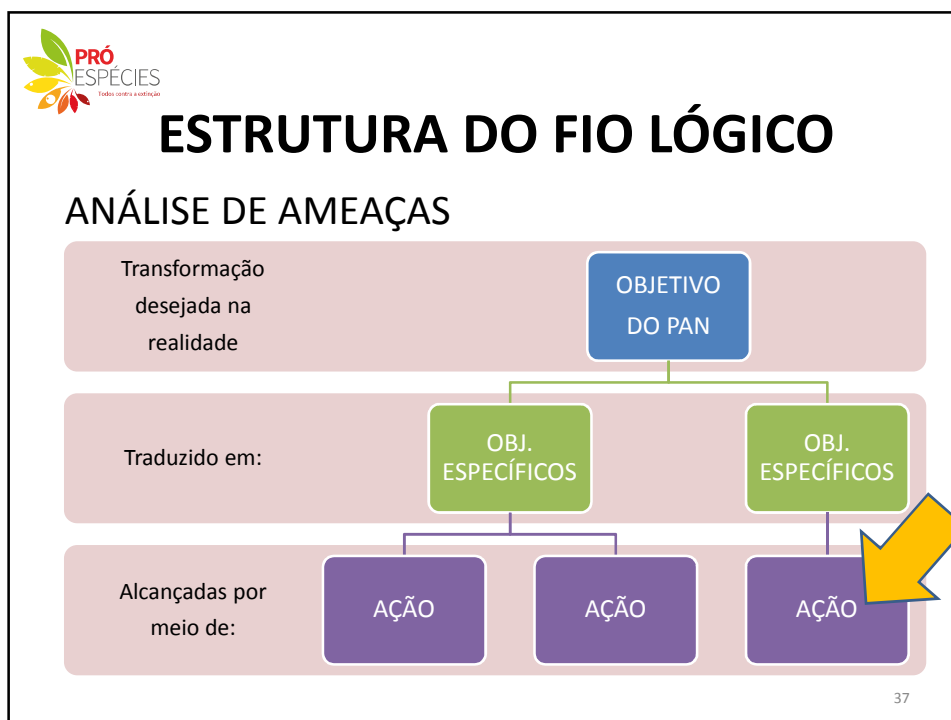 PRÓ
ESPÉCIES
Todos contra a extinção
ESTRUTURA DO FIO LÓGICO
ANÁLISE DE AMEAÇAS
Transformação
desejada na
realidade
OBJETIVO
DO PAN
Traduzido em:
OBJ.
ESPECÍFICOS
OBJ.
ESPECÍFICOS
Alcançadas por
meio de:
AÇÃO
AÇÃO
AÇÃO
37